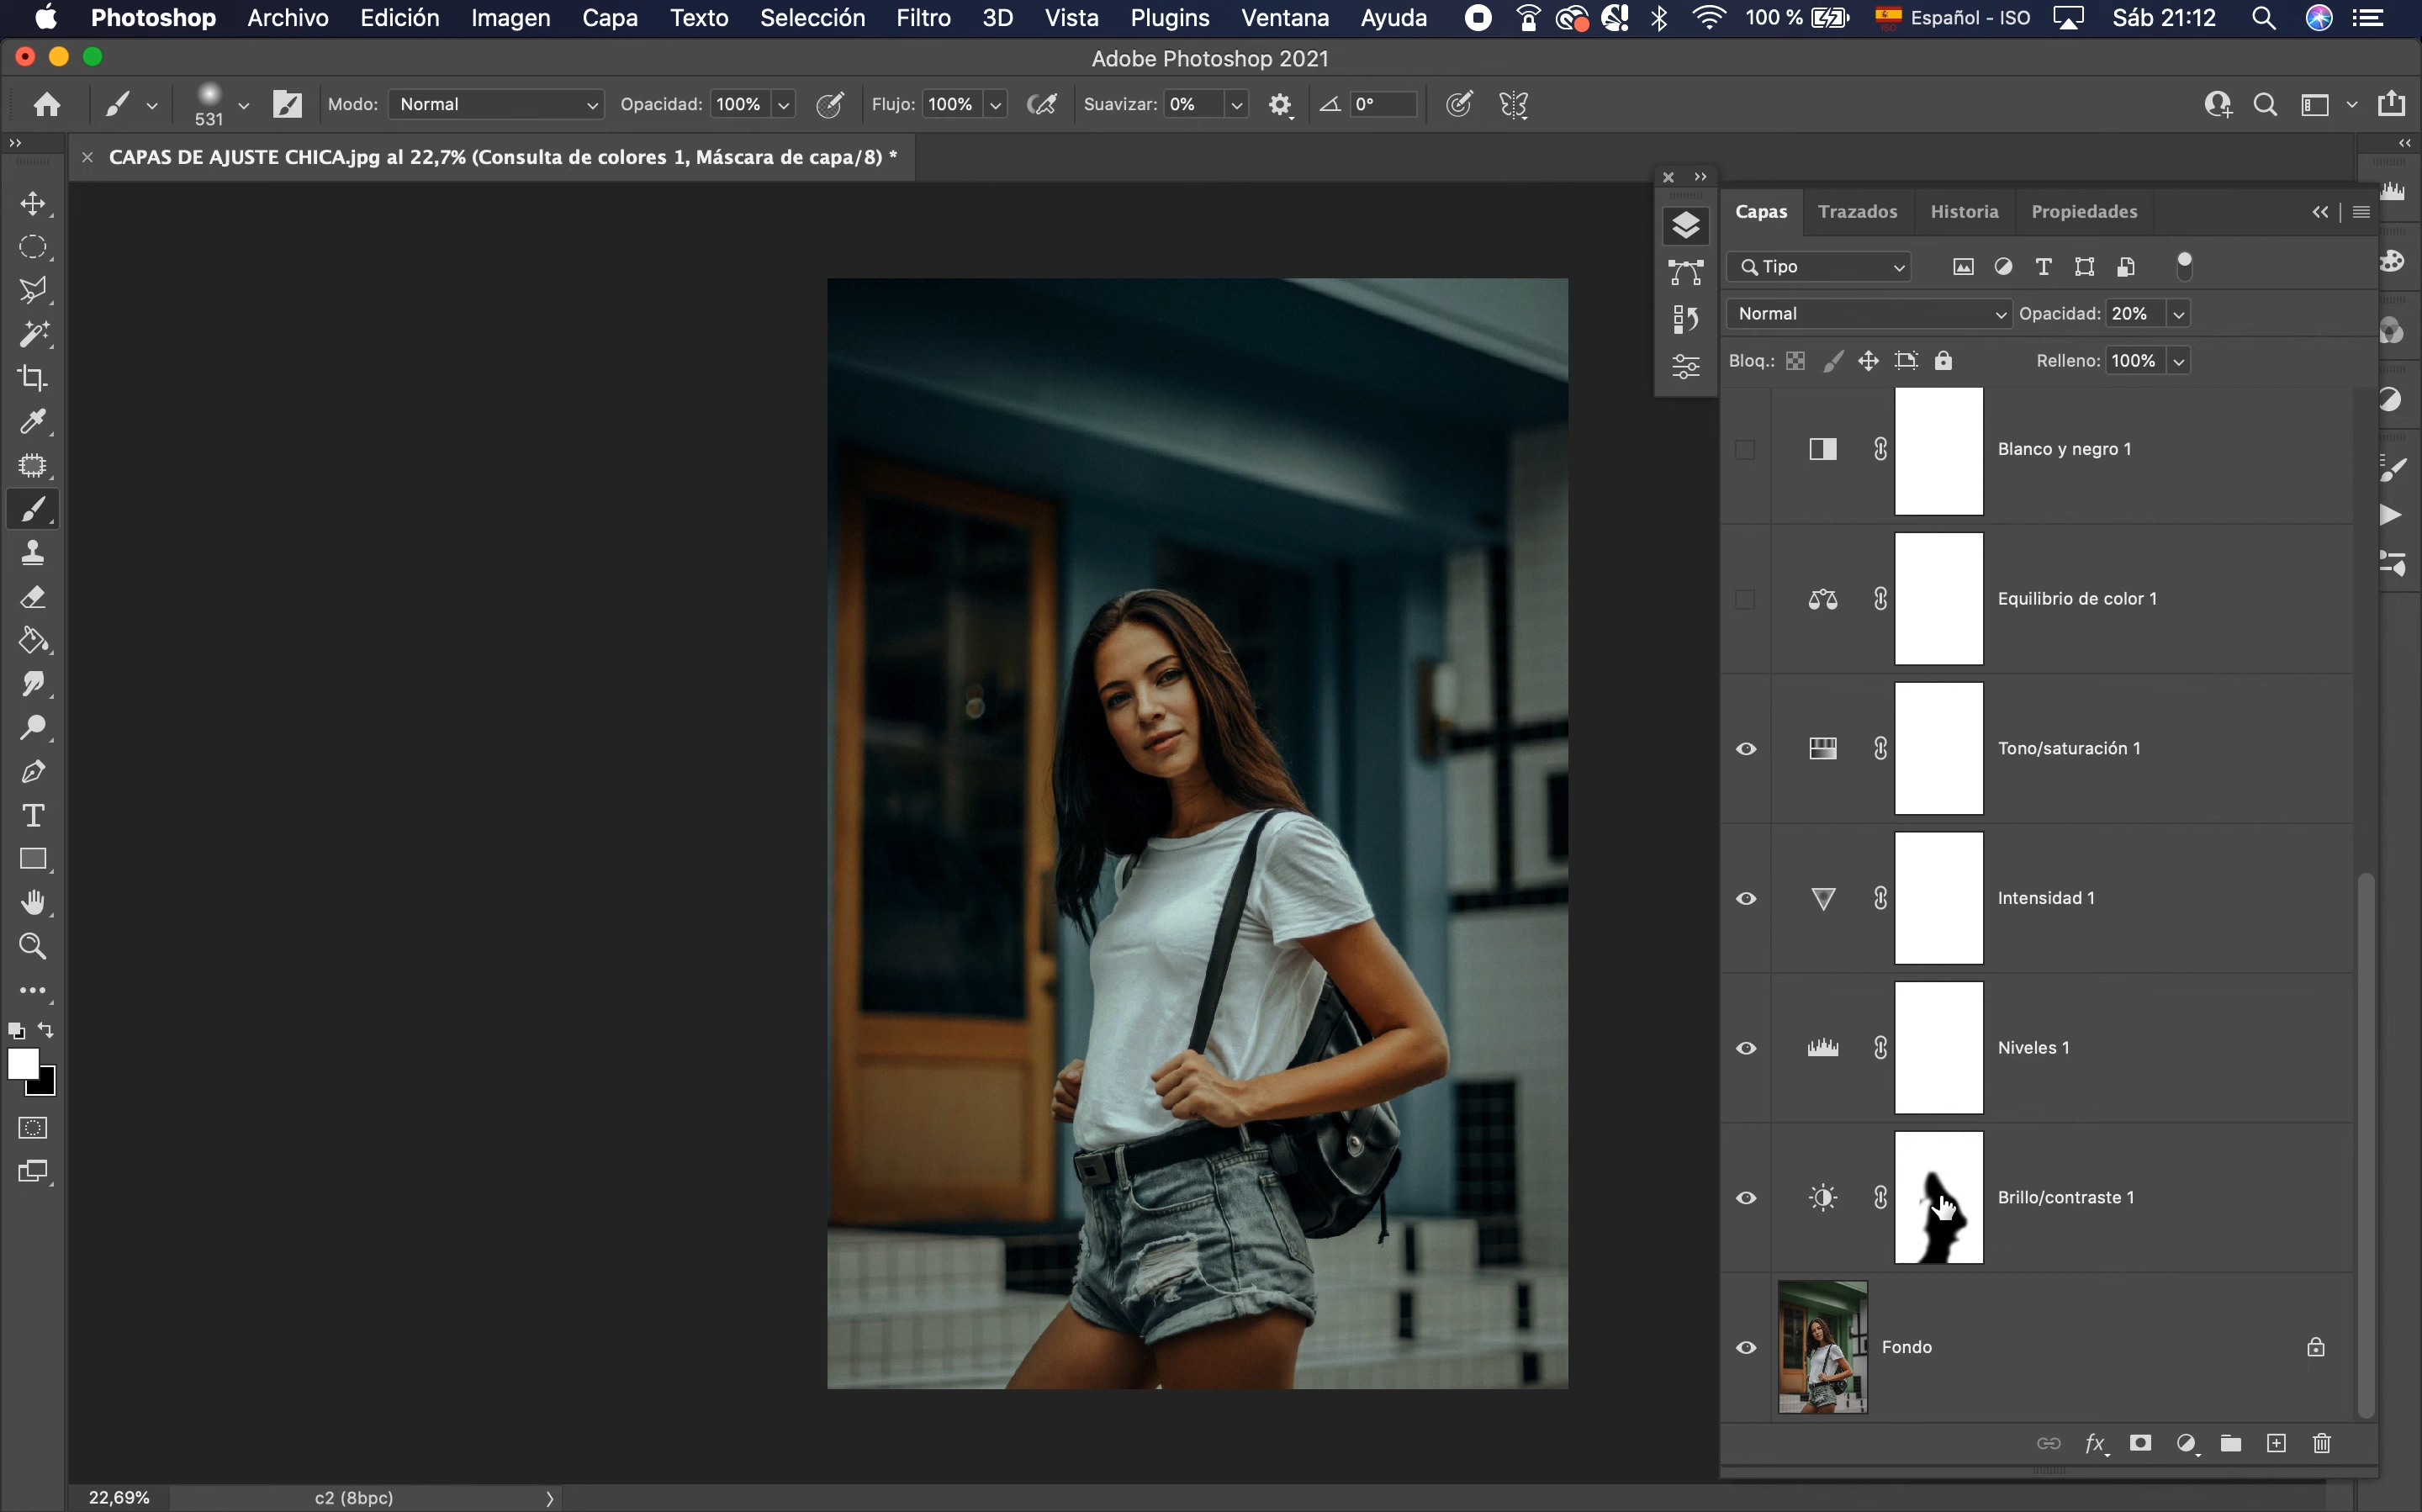 Photoshop Archivo Edición Imagen Capa Texto Selección Filtro 3D Vista Plugins Ventana Ayuda 100 % Español - ISO Sáb 21:12
Adobe Photoshop 2021
531 Modo: Normal Opacidad: 100% Flujo: 100% Suavizar: 0% 0°
CAPAS DE AJUSTE CHICA.jpg al 22,7% (Consulta de colores 1, Máscara de capa/8) *
Capas Trazados Historia Propiedades
Tipo
Normal Opacidad: 20%
Bloq.: Relleno: 100%
Blanco y negro 1
Equilibrio de color 1
Tono/saturación 1
Intensidad 1
Niveles 1
Brillo/contraste 1
Fondo
22,69% c2 (8bpc)